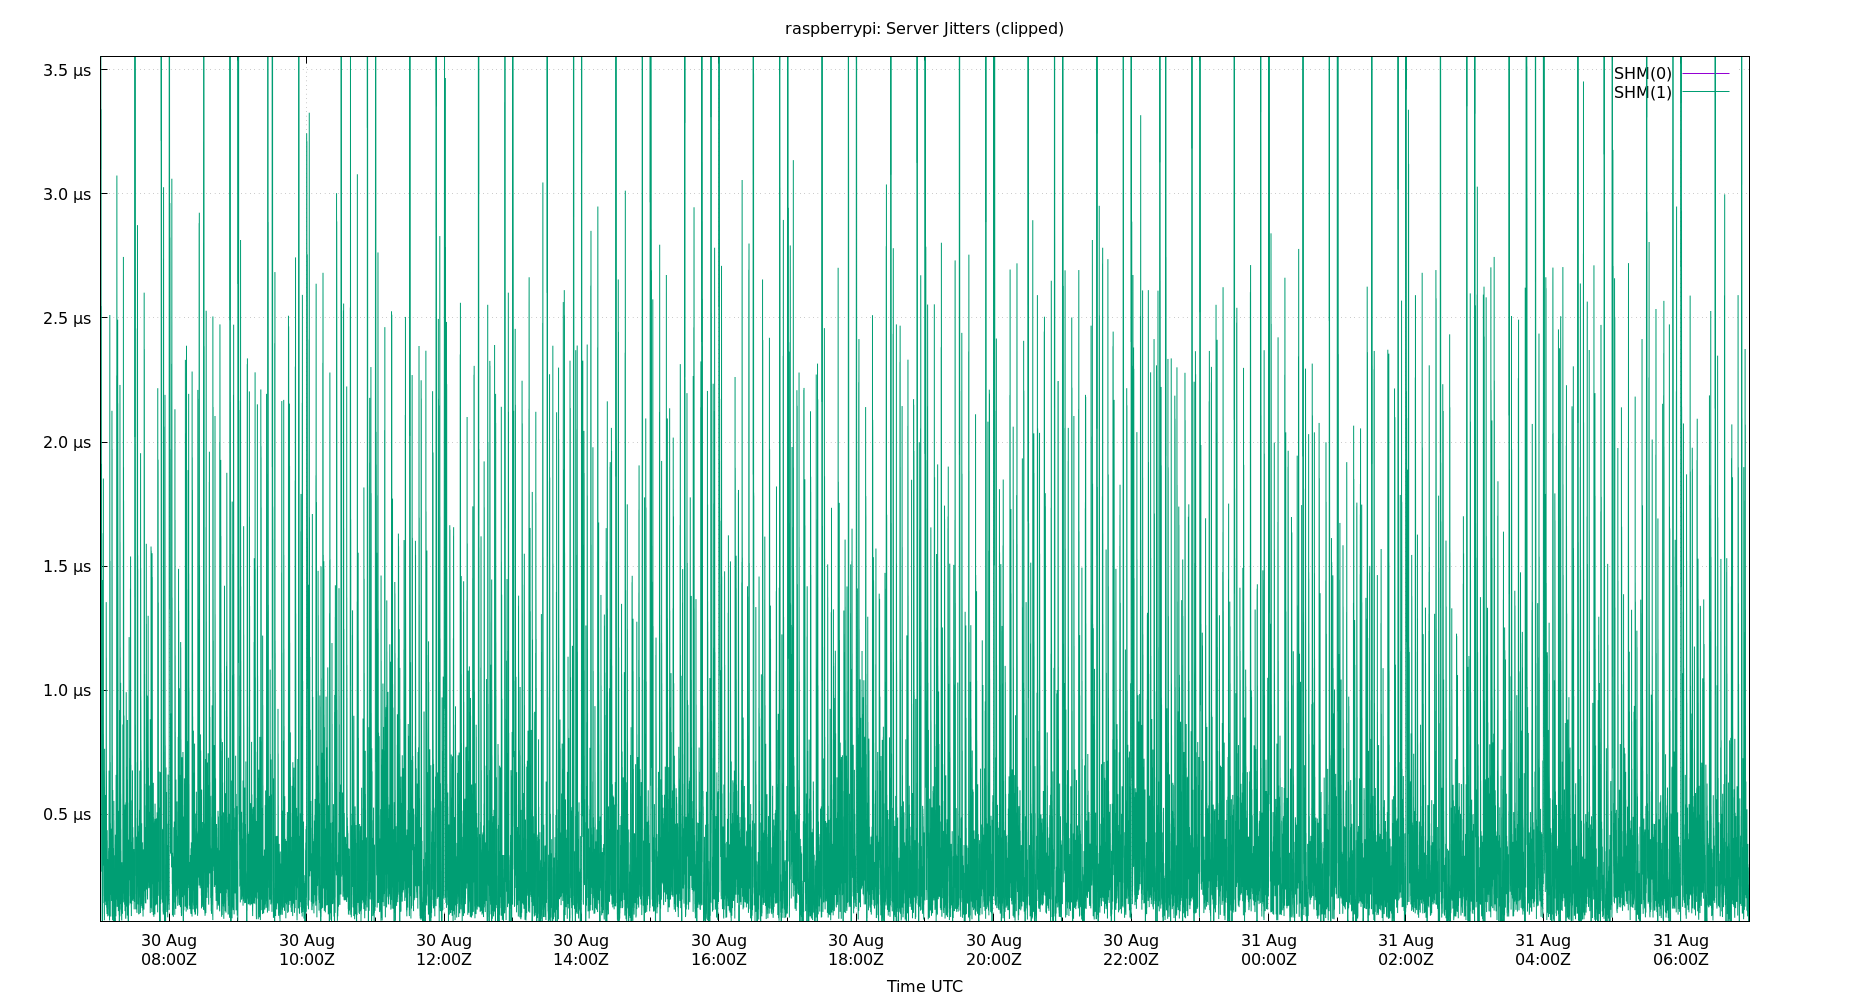 raspberrypi: Server Jitters (clipped)
3.5 µs
3.0 µs
2.5 µs
2.0 µs
1.5 µs
1.0 µs
0.5 µs
SHM(0)
SHM(1)
30 Aug 30 Aug 30 Aug 30 Aug 30 Aug 30 Aug 30 Aug 30 Aug 31 Aug 31 Aug 31 Aug 31 Aug
08:00Z 10:00Z 12:00Z 14:00Z 16:00Z 18:00Z 20:00Z 22:00Z 00:00Z 02:00Z 04:00Z 06:00Z
Time UTC